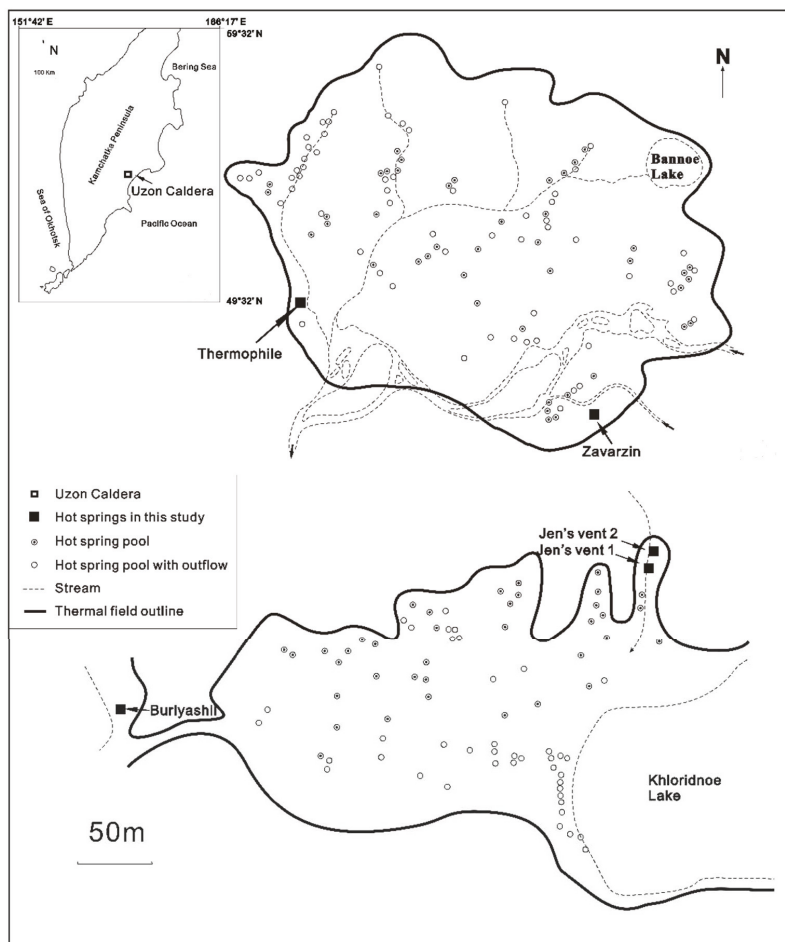 151°42' E
166°17' E
59°32' N
N
100 Km
Bering Sea
Kamchatka Peninsula
Uzon Caldera
Sea of Okhotsk
Pacific Ocean
49°32' N
N
Bannoe
Lake
Thermophile
Zavarzin
Uzon Caldera
Hot springs in this study
Hot spring pool
Hot spring pool with outflow
Stream
Thermal field outline
Jen's vent 2
Jen's vent 1
Burlyashii
Khloridnoe
Lake
50m